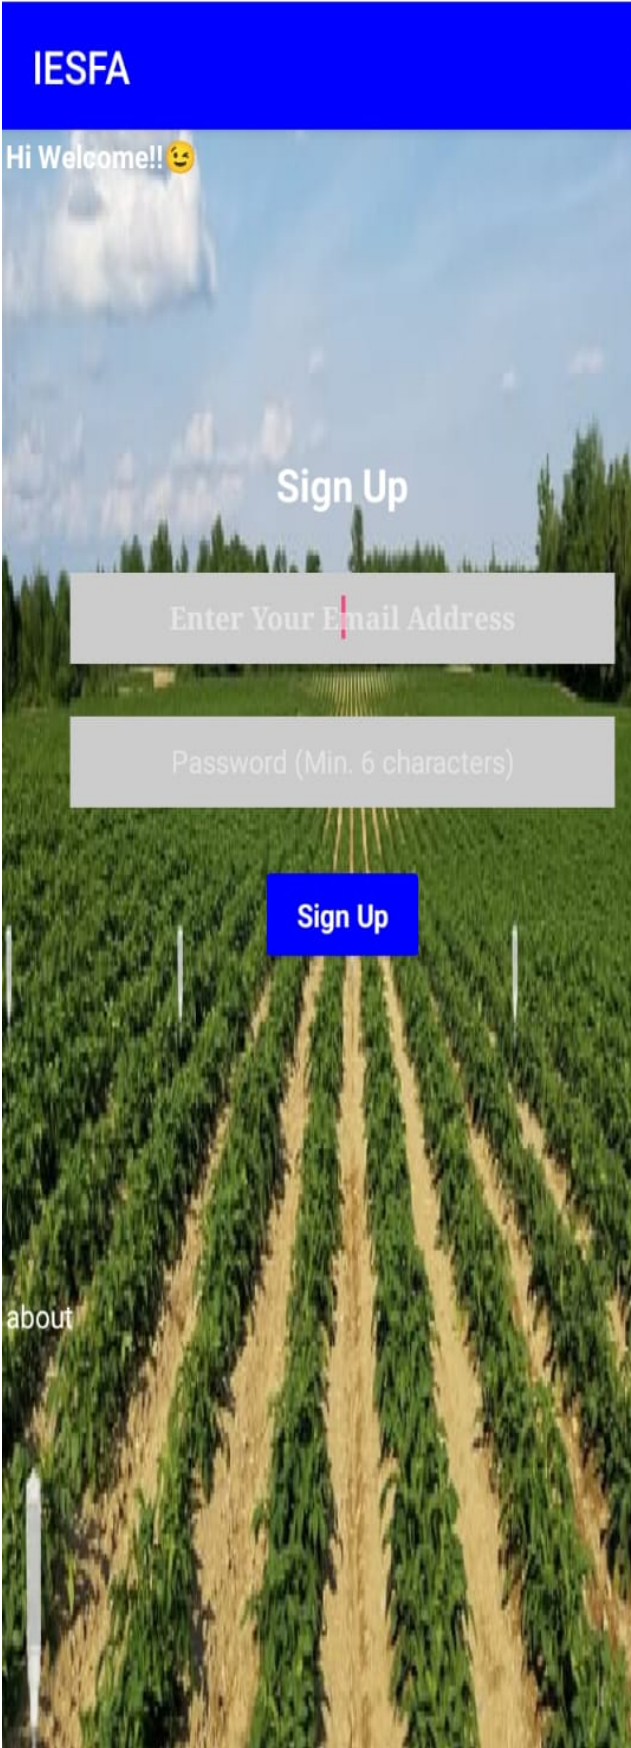 IESFA
Hi Welcome!!😉
Sign Up
Enter Your Email Address
Password (Min. 6 characters)
Sign Up
about